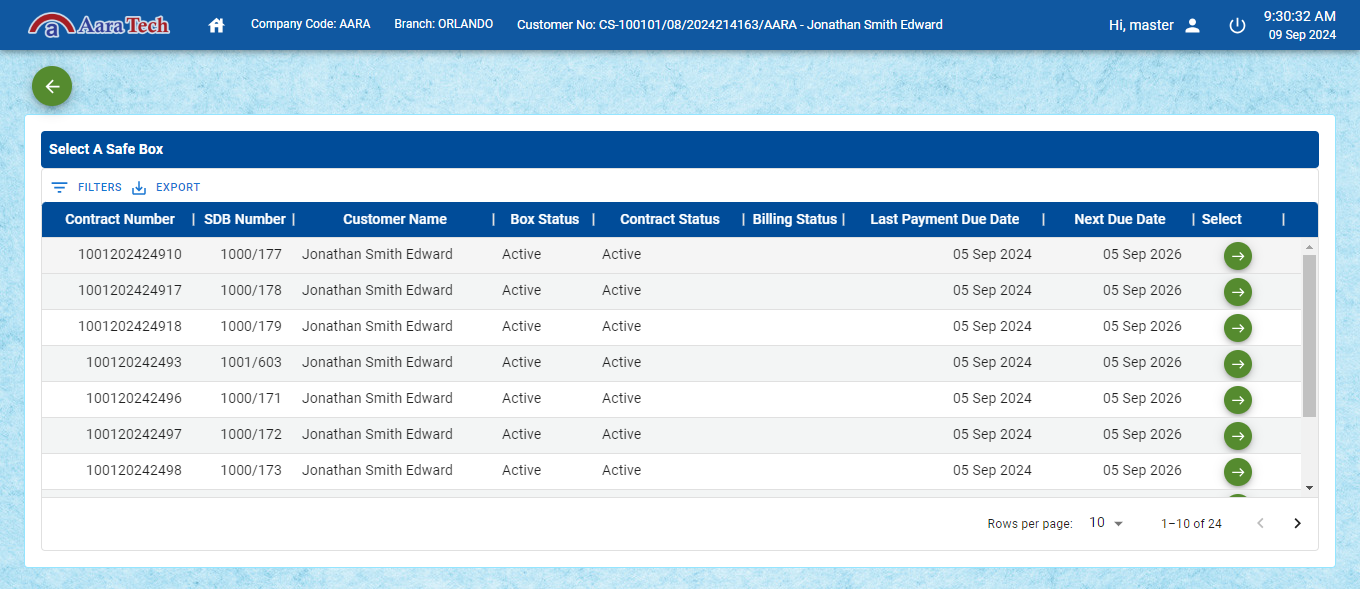 AaraTech Company Code: AARA Branch: ORLANDO Customer No: CS-100101/08/2024214163/AARA - Jonathan Smith Edward Hi, master 9:30:32 AM
09 Sep 2024
Select A Safe Box
FILTERS EXPORT
Contract Number | SDB Number | Customer Name | Box Status | Contract Status | Billing Status | Last Payment Due Date | Next Due Date | Select |
1001202424910 1000/177 Jonathan Smith Edward Active Active 05 Sep 2024 05 Sep 2026
1001202424917 1000/178 Jonathan Smith Edward Active Active 05 Sep 2024 05 Sep 2026
1001202424918 1000/179 Jonathan Smith Edward Active Active 05 Sep 2024 05 Sep 2026
100120242493 1001/603 Jonathan Smith Edward Active Active 05 Sep 2024 05 Sep 2026
100120242496 1000/171 Jonathan Smith Edward Active Active 05 Sep 2024 05 Sep 2026
100120242497 1000/172 Jonathan Smith Edward Active Active 05 Sep 2024 05 Sep 2026
100120242498 1000/173 Jonathan Smith Edward Active Active 05 Sep 2024 05 Sep 2026
Rows per page: 10 1–10 of 24